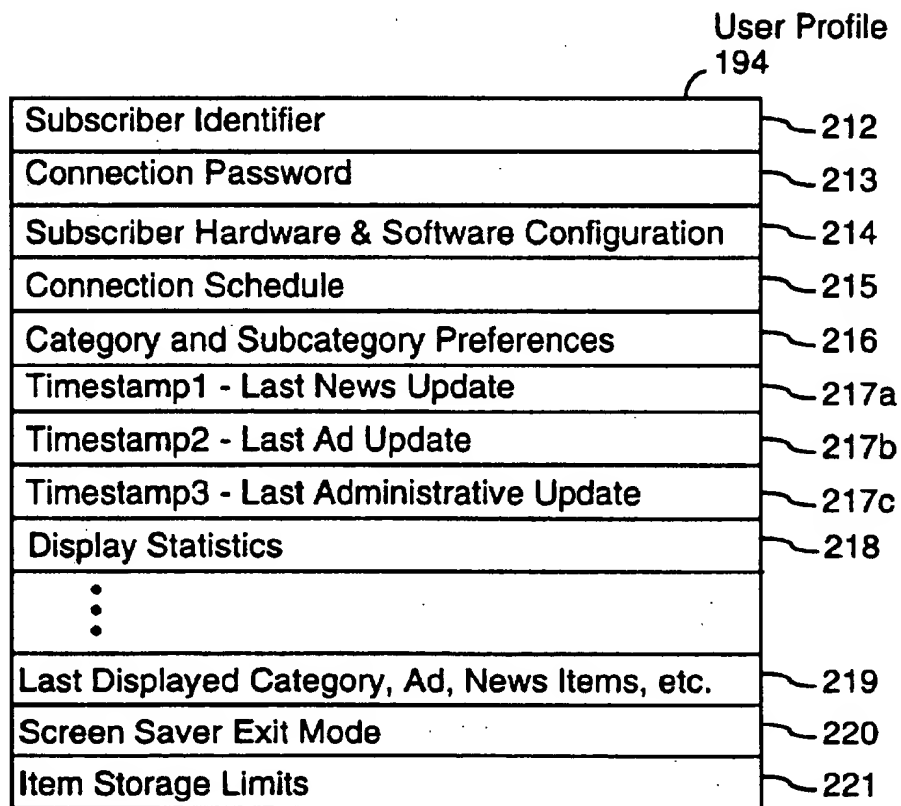 User Profile
194
Subscriber Identifier 212
Connection Password 213
Subscriber Hardware & Software Configuration 214
Connection Schedule 215
Category and Subcategory Preferences 216
Timestamp1 - Last News Update 217a
Timestamp2 - Last Ad Update 217b
Timestamp3 - Last Administrative Update 217c
Display Statistics 218
Last Displayed Category, Ad, News Items, etc. 219
Screen Saver Exit Mode 220
Item Storage Limits 221